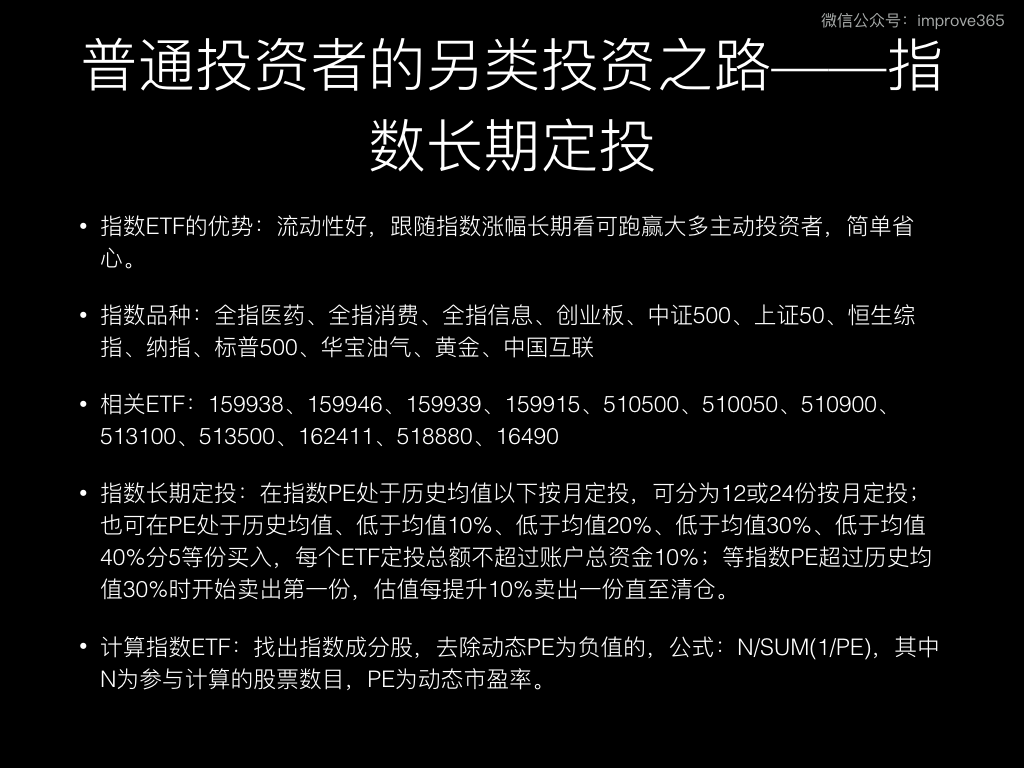 微信公众号：improve365
普通投资者的另类投资之路——指
数长期定投
• 指数ETF的优势：流动性好，跟随指数涨幅长期看可跑赢大多主动投资者，简单省
心。
• 指数品种：全指医药、全指消费、全指信息、创业板、中证500、上证50、恒生综
指、纳指、标普500、华宝油气、黄金、中国互联
• 相关ETF：159938、159946、159939、159915、510500、510050、510900、
513100、513500、162411、518880、16490
• 指数长期定投：在指数PE处于历史均值以下按月定投，可分为12或24份按月定投；
也可在PE处于历史均值、低于均值10%、低于均值20%、低于均值30%、低于均值
40%分5等份买入，每个ETF定投总额不超过账户总资金10%；等指数PE超过历史均
值30%时开始卖出第一份，估值每提升10%卖出一份直至清仓。
• 计算指数ETF：找出指数成分股，去除动态PE为负值的，公式：N/SUM(1/PE)，其中
N为参与计算的股票数目，PE为动态市盈率。